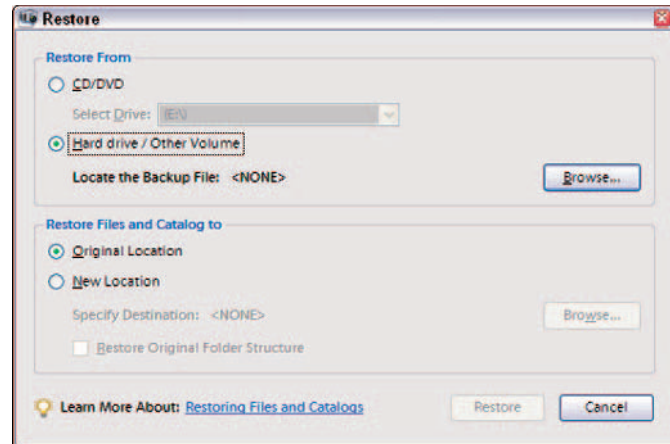 Restore
Restore From
CD/DVD
Select Drive: (E:\)
Hard drive / Other Volume
Locate the Backup File: <NONE>
Browse...
Restore Files and Catalog to
Original Location
New Location
Specify Destination: <NONE>
Browse...
Restore Original Folder Structure
Learn More About: Restoring Files and Catalogs
Restore
Cancel